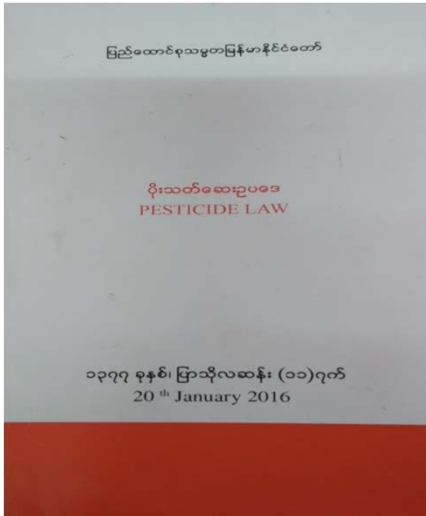 ပြည်ထောင်စုသမ္မတမြန်မာနိုင်ငံတော်
ပိုးသတ်ဆေးဥပဒေ
PESTICIDE LAW
၁၃၇၇ ခုနှစ်၊ ပြာသိုလဆန်း (၁၁)ရက်
20 th January 2016